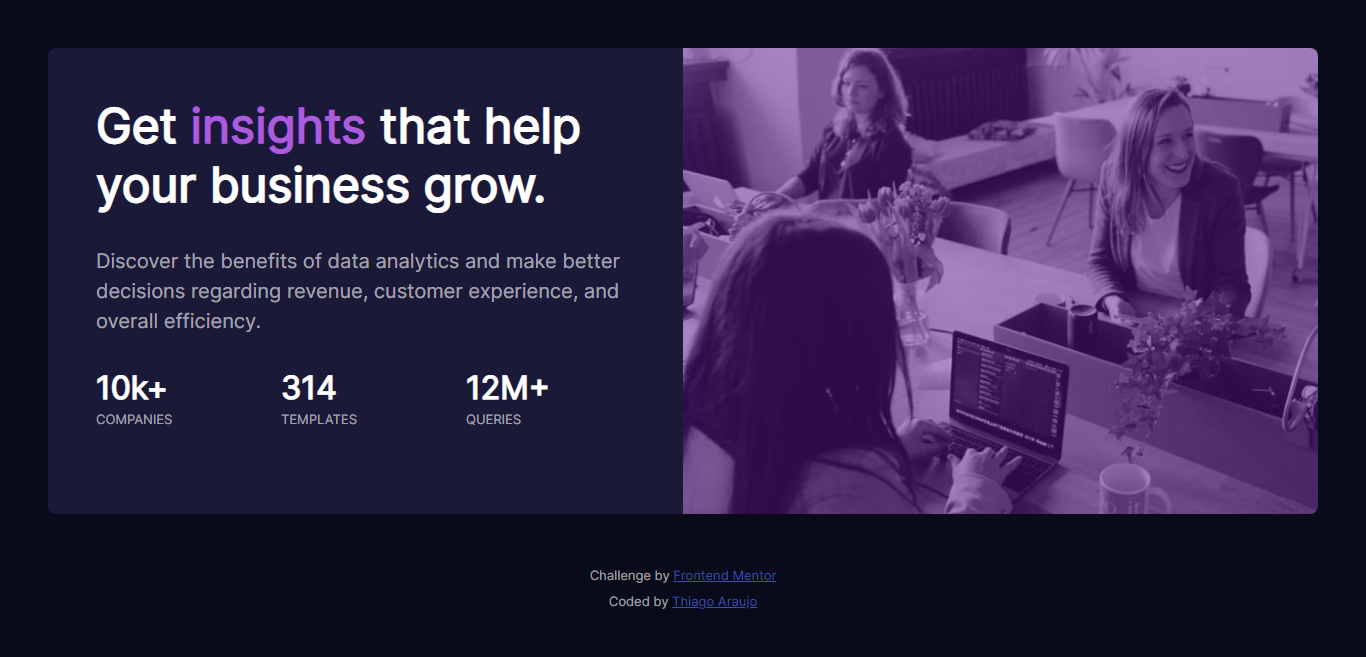 Get insights that help
your business grow.
Discover the benefits of data analytics and make better
decisions regarding revenue, customer experience, and
overall efficiency.
10k+ 314 12M+
COMPANIES TEMPLATES QUERIES
Challenge by Frontend Mentor
Coded by Thiago Araujo